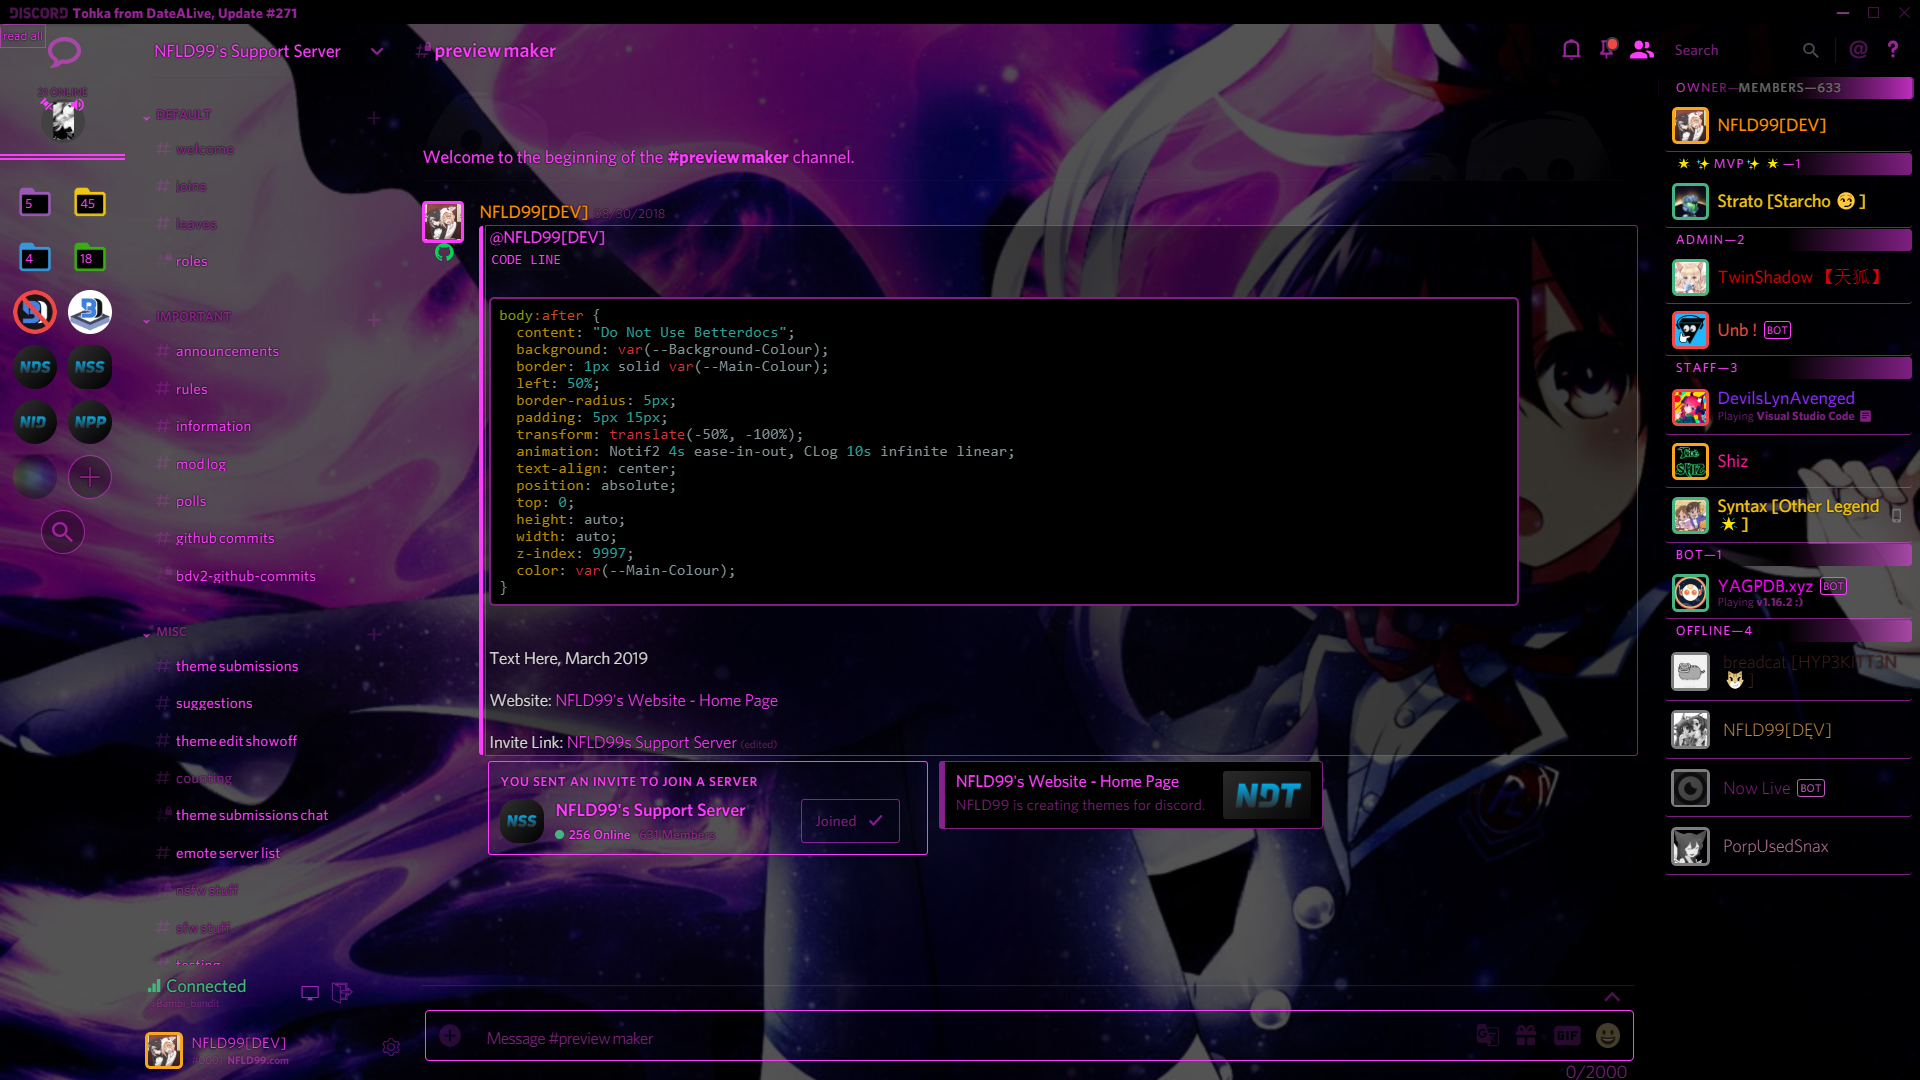 DISCORD Tohka from DateALive, Update #271
read all
NFLD99's Support Server
#preview maker
Search
21 ONLINE
5
45
4
18
NDS
NSS
NID
NPP
DEFAULT
# welcome
# joins
# leaves
# roles
IMPORTANT
# announcements
# rules
# information
# mod log
# polls
# github commits
# bdv2-github-commits
MISC
# theme submissions
# suggestions
# theme edit showoff
# counting
# theme submissions chat
# emote server list
# nsfw stuff
# sfw stuff
# testing
Connected
NFLD99[DEV]
NFLD99.com
Welcome to the beginning of the #preview maker channel.
NFLD99[DEV] 08/30/2018
@NFLD99[DEV]
CODE LINE
body:after {
content: "Do Not Use Betterdocs";
background: var(--Background-Colour);
border: 1px solid var(--Main-Colour);
left: 50%;
border-radius: 5px;
padding: 5px 15px;
transform: translate(-50%, -100%);
animation: Notif2 4s ease-in-out, CLog 10s infinite linear;
text-align: center;
position: absolute;
top: 0;
height: auto;
width: auto;
z-index: 9997;
color: var(--Main-Colour);
}
Text Here, March 2019
Website: NFLD99's Website - Home Page
Invite Link: NFLD99s Support Server (edited)
YOU SENT AN INVITE TO JOIN A SERVER
NSS
NFLD99's Support Server
256 Online 631 Members
Joined
NFLD99's Website - Home Page
NFLD99 is creating themes for discord.
NDT
Message #preview maker
GIF
0/2000
OWNER—MEMBERS—633
NFLD99[DEV]
MVP —1
Strato [Starcho 😏]
ADMIN—2
TwinShadow 【天狐】
Unb ! BOT
STAFF—3
DevilsLynAvenged
Playing Visual Studio Code
The SHIZ
Shiz
Syntax [Other Legend
]
BOT—1
YAGPDB.xyz BOT
Playing v1.16.2 :)
OFFLINE—4
breadcat [HYP3KITT3N
]
NFLD99[DĘV]
Now Live BOT
PorpUsedSnax